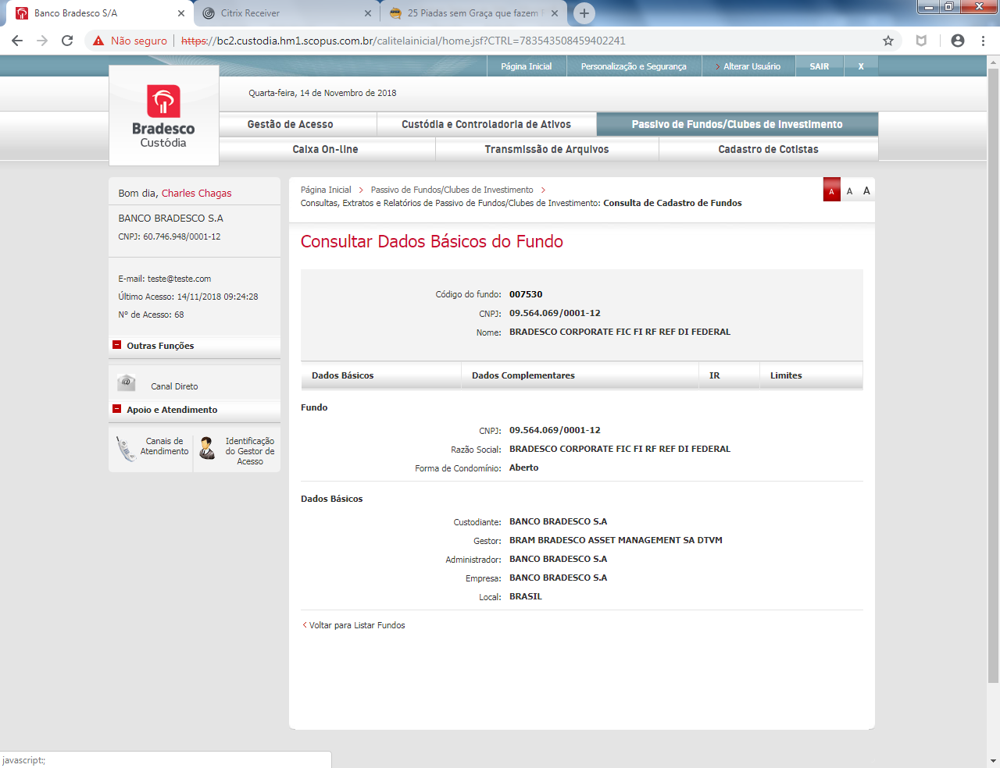 Banco Bradesco S/A
Citrix Receiver
25 Piadas sem Graça que fazem
Não seguro
https://bc2.custodia.hm1.scopus.com.br/calitelainicial/home.jsf?CTRL=783543508459402241
Página Inicial
Personalização e Segurança
Alterar Usuário
SAIR
X
Bradesco
Custódia
Quarta-feira, 14 de Novembro de 2018
Gestão de Acesso
Custódia e Controladoria de Ativos
Passivo de Fundos/Clubes de Investimento
Caixa On-line
Transmissão de Arquivos
Cadastro de Cotistas
Bom dia, Charles Chagas
BANCO BRADESCO S.A
CNPJ: 60.746.948/0001-12
E-mail: teste@teste.com
Último Acesso: 14/11/2018 09:24:28
Nº de Acesso: 68
Outras Funções
Canal Direto
Apoio e Atendimento
Canais de
Atendimento
Identificação
do Gestor de
Acesso
Página Inicial > Passivo de Fundos/Clubes de Investimento >
Consultas, Extratos e Relatórios de Passivo de Fundos/Clubes de Investimento: Consulta de Cadastro de Fundos
A A A
Consultar Dados Básicos do Fundo
Código do fundo: 007530
CNPJ: 09.564.069/0001-12
Nome: BRADESCO CORPORATE FIC FI RF REF DI FEDERAL
Dados Básicos
Dados Complementares
IR
Limites
Fundo
CNPJ: 09.564.069/0001-12
Razão Social: BRADESCO CORPORATE FIC FI RF REF DI FEDERAL
Forma de Condomínio: Aberto
Dados Básicos
Custodiante: BANCO BRADESCO S.A
Gestor: BRAM BRADESCO ASSET MANAGEMENT SA DTVM
Administrador: BANCO BRADESCO S.A
Empresa: BANCO BRADESCO S.A
Local: BRASIL
Voltar para Listar Fundos
javascript:;